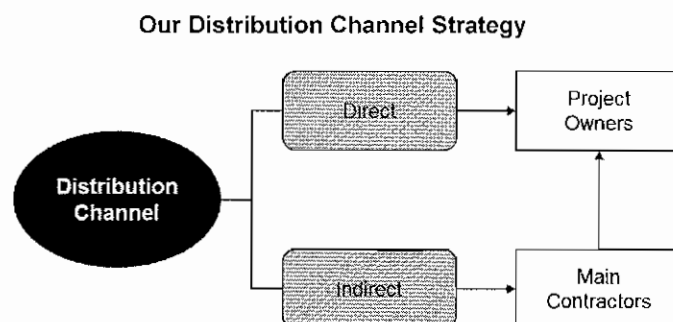 Our Distribution Channel Strategy
Direct
Project
Owners
Distribution
Channel
Indirect
Main
Contractors